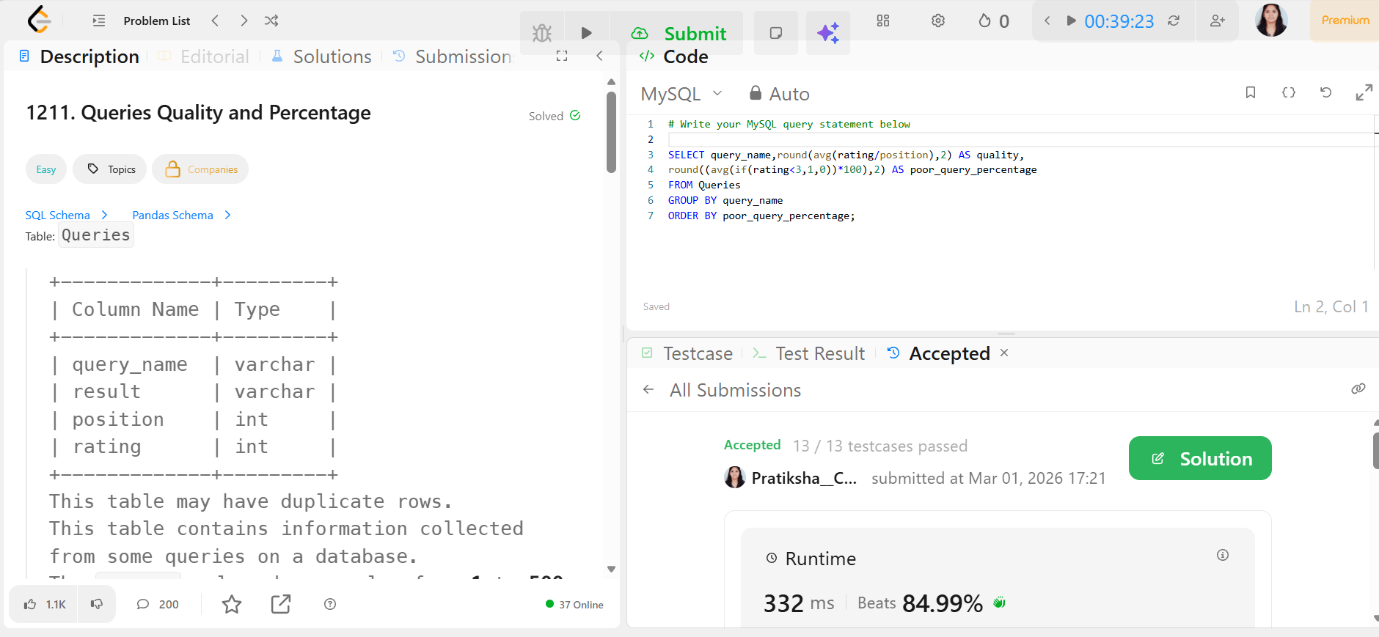 Problem List
Submit
0
00:39:23
Premium
Description
Editorial
Solutions
Submission
1211. Queries Quality and Percentage
Solved
Easy
Topics
Companies
SQL Schema
Pandas Schema
Table: Queries
+-------------+---------+
| Column Name | Type    |
+-------------+---------+
| query_name  | varchar |
| result      | varchar |
| position    | int     |
| rating      | int     |
+-------------+---------+
This table may have duplicate rows.
This table contains information collected
from some queries on a database.
1.1K
200
37 Online
</> Code
MySQL
Auto
1 # Write your MySQL query statement below
2
3 SELECT query_name,round(avg(rating/position),2) AS quality,
4 round((avg(if(rating<3,1,0))*100),2) AS poor_query_percentage
5 FROM Queries
6 GROUP BY query_name
7 ORDER BY poor_query_percentage;
Saved
Ln 2, Col 1
Testcase
Test Result
Accepted
All Submissions
Accepted
13 / 13 testcases passed
Pratiksha__C...
submitted at Mar 01, 2026 17:21
Solution
Runtime
332 ms
Beats 84.99%